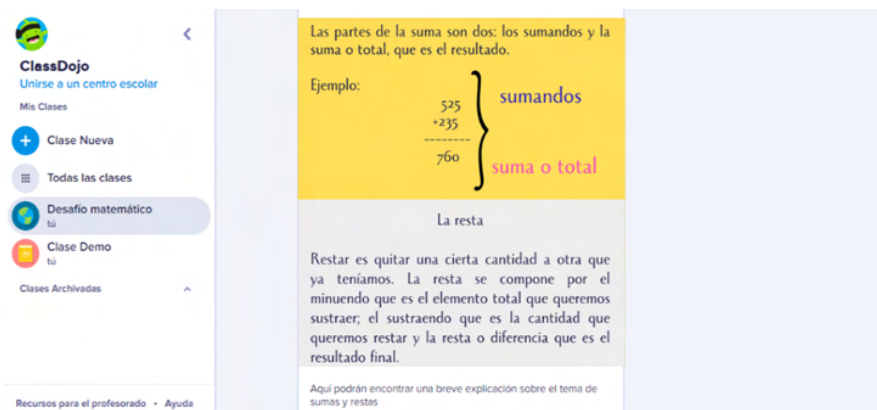 ClassDojo
Unirse a un centro escolar
Mis Clases
Clase Nueva
Todas las clases
Desafío matemático
tú
Clase Demo
tú
Clases Archivadas
Recursos para el profesorado • Ayuda
Las partes de la suma son dos: los sumandos y la
suma o total, que es el resultado.
Ejemplo:
525
+235
--------
760
sumandos
suma o total
La resta
Restar es quitar una cierta cantidad a otra que
ya teníamos. La resta se compone por el
minuendo que es el elemento total que queremos
sustraer; el sustraendo que es la cantidad que
queremos restar y la resta o diferencia que es el
resultado final.
Aquí podrán encontrar una breve explicación sobre el tema de
sumas y restas